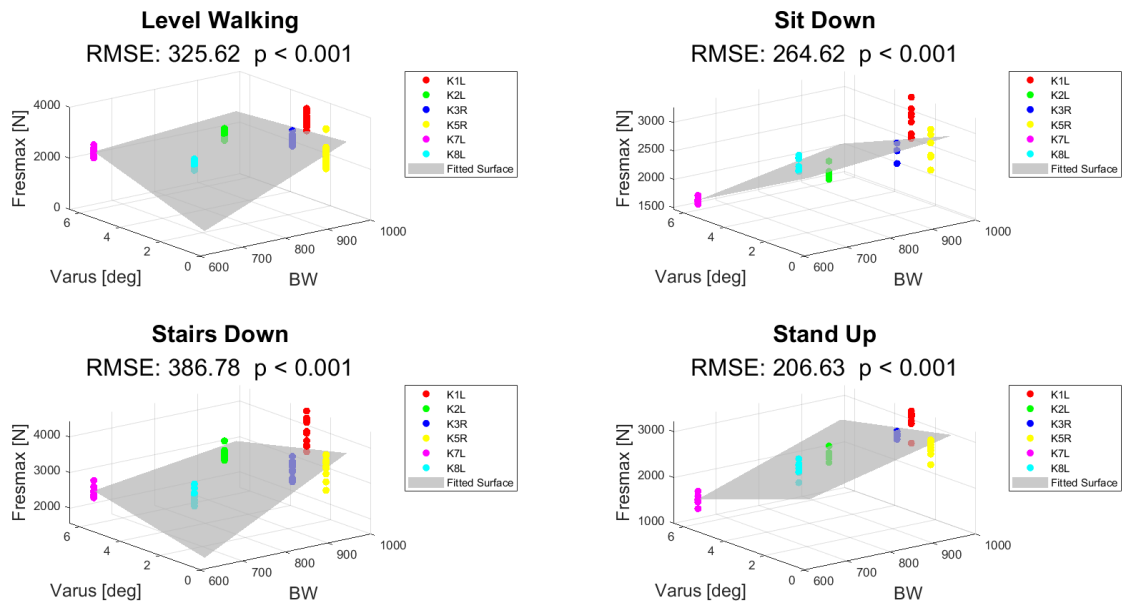 Level Walking
RMSE: 325.62 p < 0.001
Fresmax [N]
4000
2000
0
6
4
2
0
Varus [deg]
600
700
800
900
1000
BW
K1L
K2L
K3R
K5R
K7L
K8L
Fitted Surface
Sit Down
RMSE: 264.62 p < 0.001
Fresmax [N]
3000
2500
2000
1500
6
4
2
0
Varus [deg]
600
700
800
900
1000
BW
K1L
K2L
K3R
K5R
K7L
K8L
Fitted Surface
Stairs Down
RMSE: 386.78 p < 0.001
Fresmax [N]
4000
3000
2000
6
4
2
0
Varus [deg]
600
700
800
900
1000
BW
K1L
K2L
K3R
K5R
K7L
K8L
Fitted Surface
Stand Up
RMSE: 206.63 p < 0.001
Fresmax [N]
3000
2000
1000
6
4
2
0
Varus [deg]
600
700
800
900
1000
BW
K1L
K2L
K3R
K5R
K7L
K8L
Fitted Surface